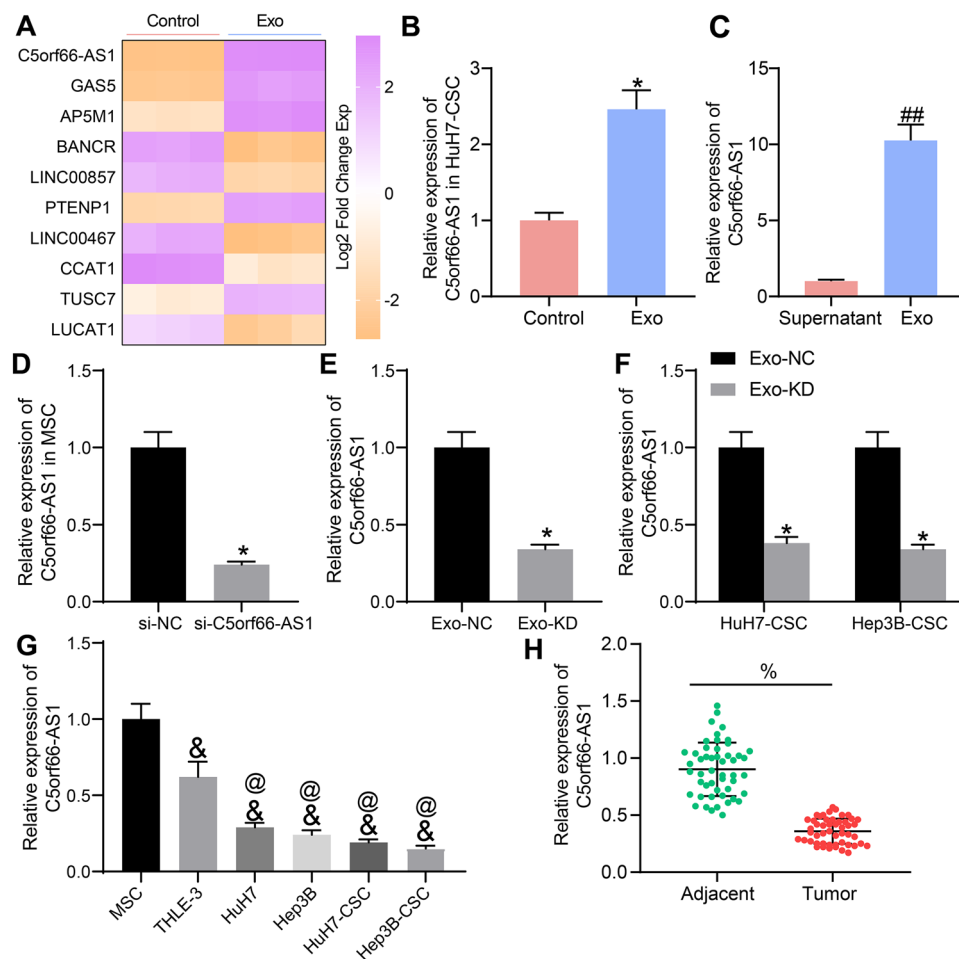 A
Control
Exo
C5orf66-AS1
GAS5
AP5M1
BANCR
LINC00857
PTENP1
LINC00467
CCAT1
TUSC7
LUCAT1
2
0
-2
Log2 Fold Change Exp
B
Relative expression of
C5orf66-AS1 in HuH7-CSC
3
2
1
0
*
Control
Exo
C
Relative expression of
C5orf66-AS1
15
10
5
0
##
Supernatant
Exo
D
Relative expression of
C5orf66-AS1 in MSC
1.5
1.0
0.5
0.0
*
si-NC
si-C5orf66-AS1
E
Relative expression of
C5orf66-AS1
1.5
1.0
0.5
0.0
*
Exo-NC
Exo-KD
F
Exo-NC
Exo-KD
Relative expression of
C5orf66-AS1
1.5
1.0
0.5
0.0
*
*
HuH7-CSC
Hep3B-CSC
G
Relative expression of
C5orf66-AS1
1.5
1.0
0.5
0.0
&
@
&
@
&
@
&
@
&
MSC
THLE-3
HuH7
Hep3B
HuH7-CSC
Hep3B-CSC
H
Relative expression of
C5orf66-AS1
2.0
1.5
1.0
0.5
0.0
%
Adjacent
Tumor